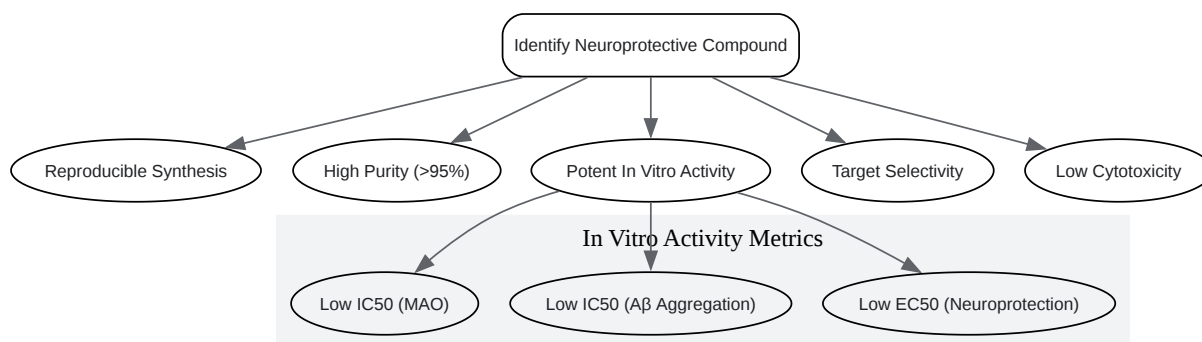 Identify Neuroprotective Compound
Reproducible Synthesis
High Purity (>95%)
Potent In Vitro Activity
Target Selectivity
Low Cytotoxicity
In Vitro Activity Metrics
Low IC50 (MAO)
Low IC50 (Aβ Aggregation)
Low EC50 (Neuroprotection)